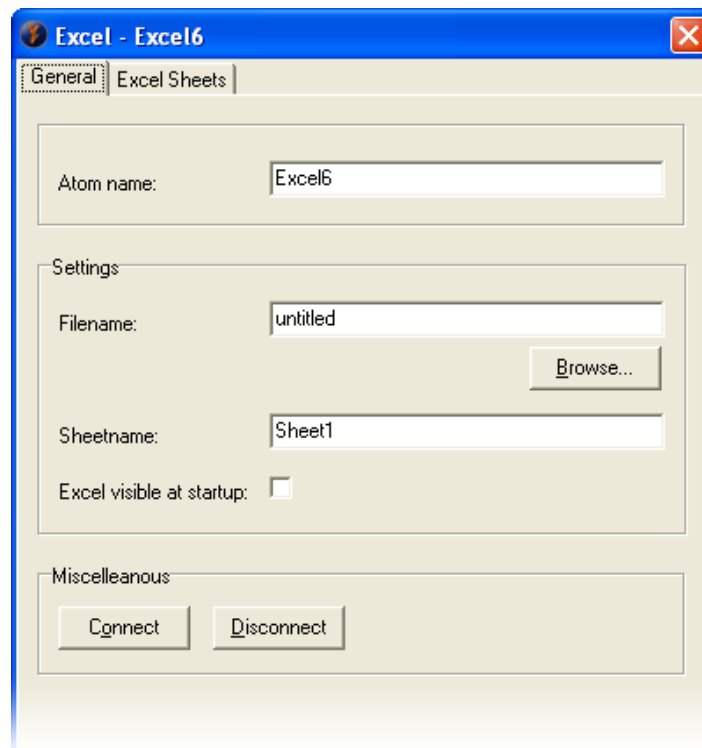 Excel - Excel6
General Excel Sheets
Atom name: Excel6
Settings
Filename: untitled
Browse...
Sheetname: Sheet1
Excel visible at startup:
Miscelleanous
Connect Disconnect